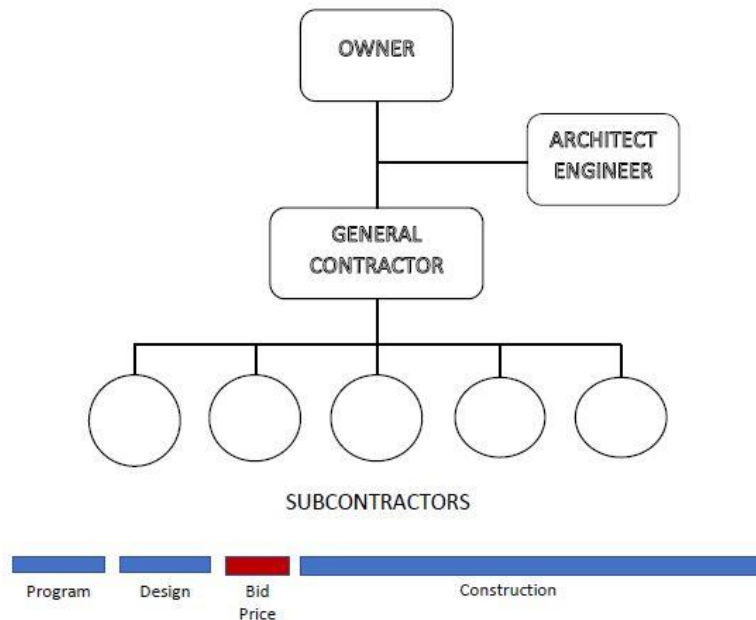 OWNER
ARCHITECT
ENGINEER
GENERAL
CONTRACTOR
SUBCONTRACTORS
Program
Design
Bid
Price
Construction